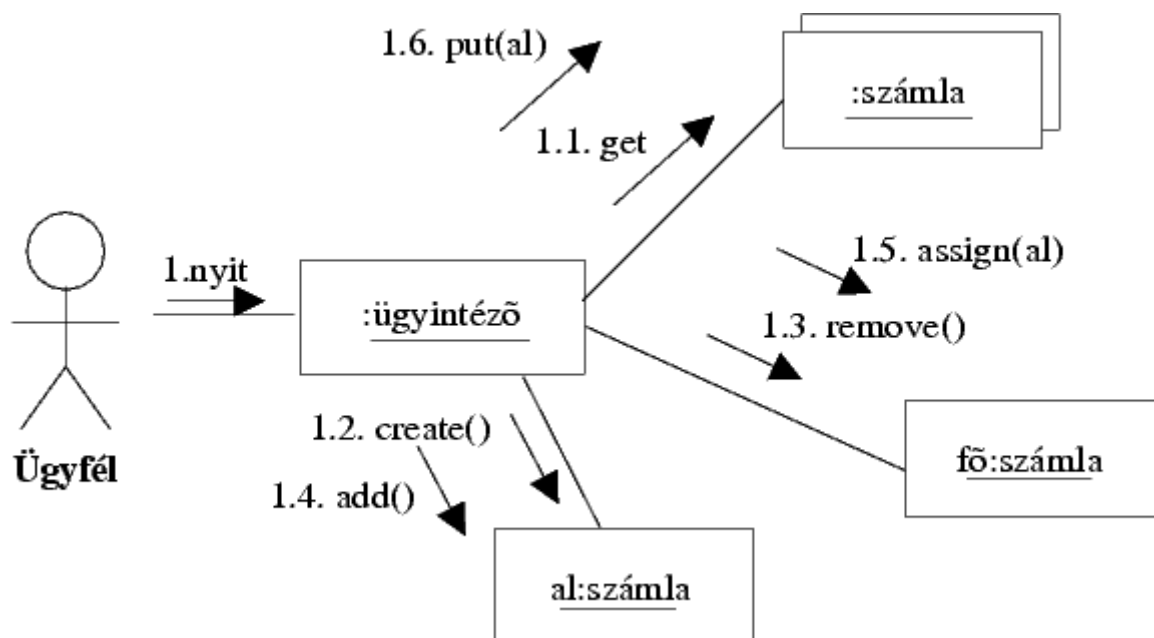 1.6. put(al)
:számla
1.1. get
1.nyit
:ügyintézõ
1.5. assign(al)
1.3. remove()
Ügyfél
1.2. create()
1.4. add()
fõ:számla
al:számla